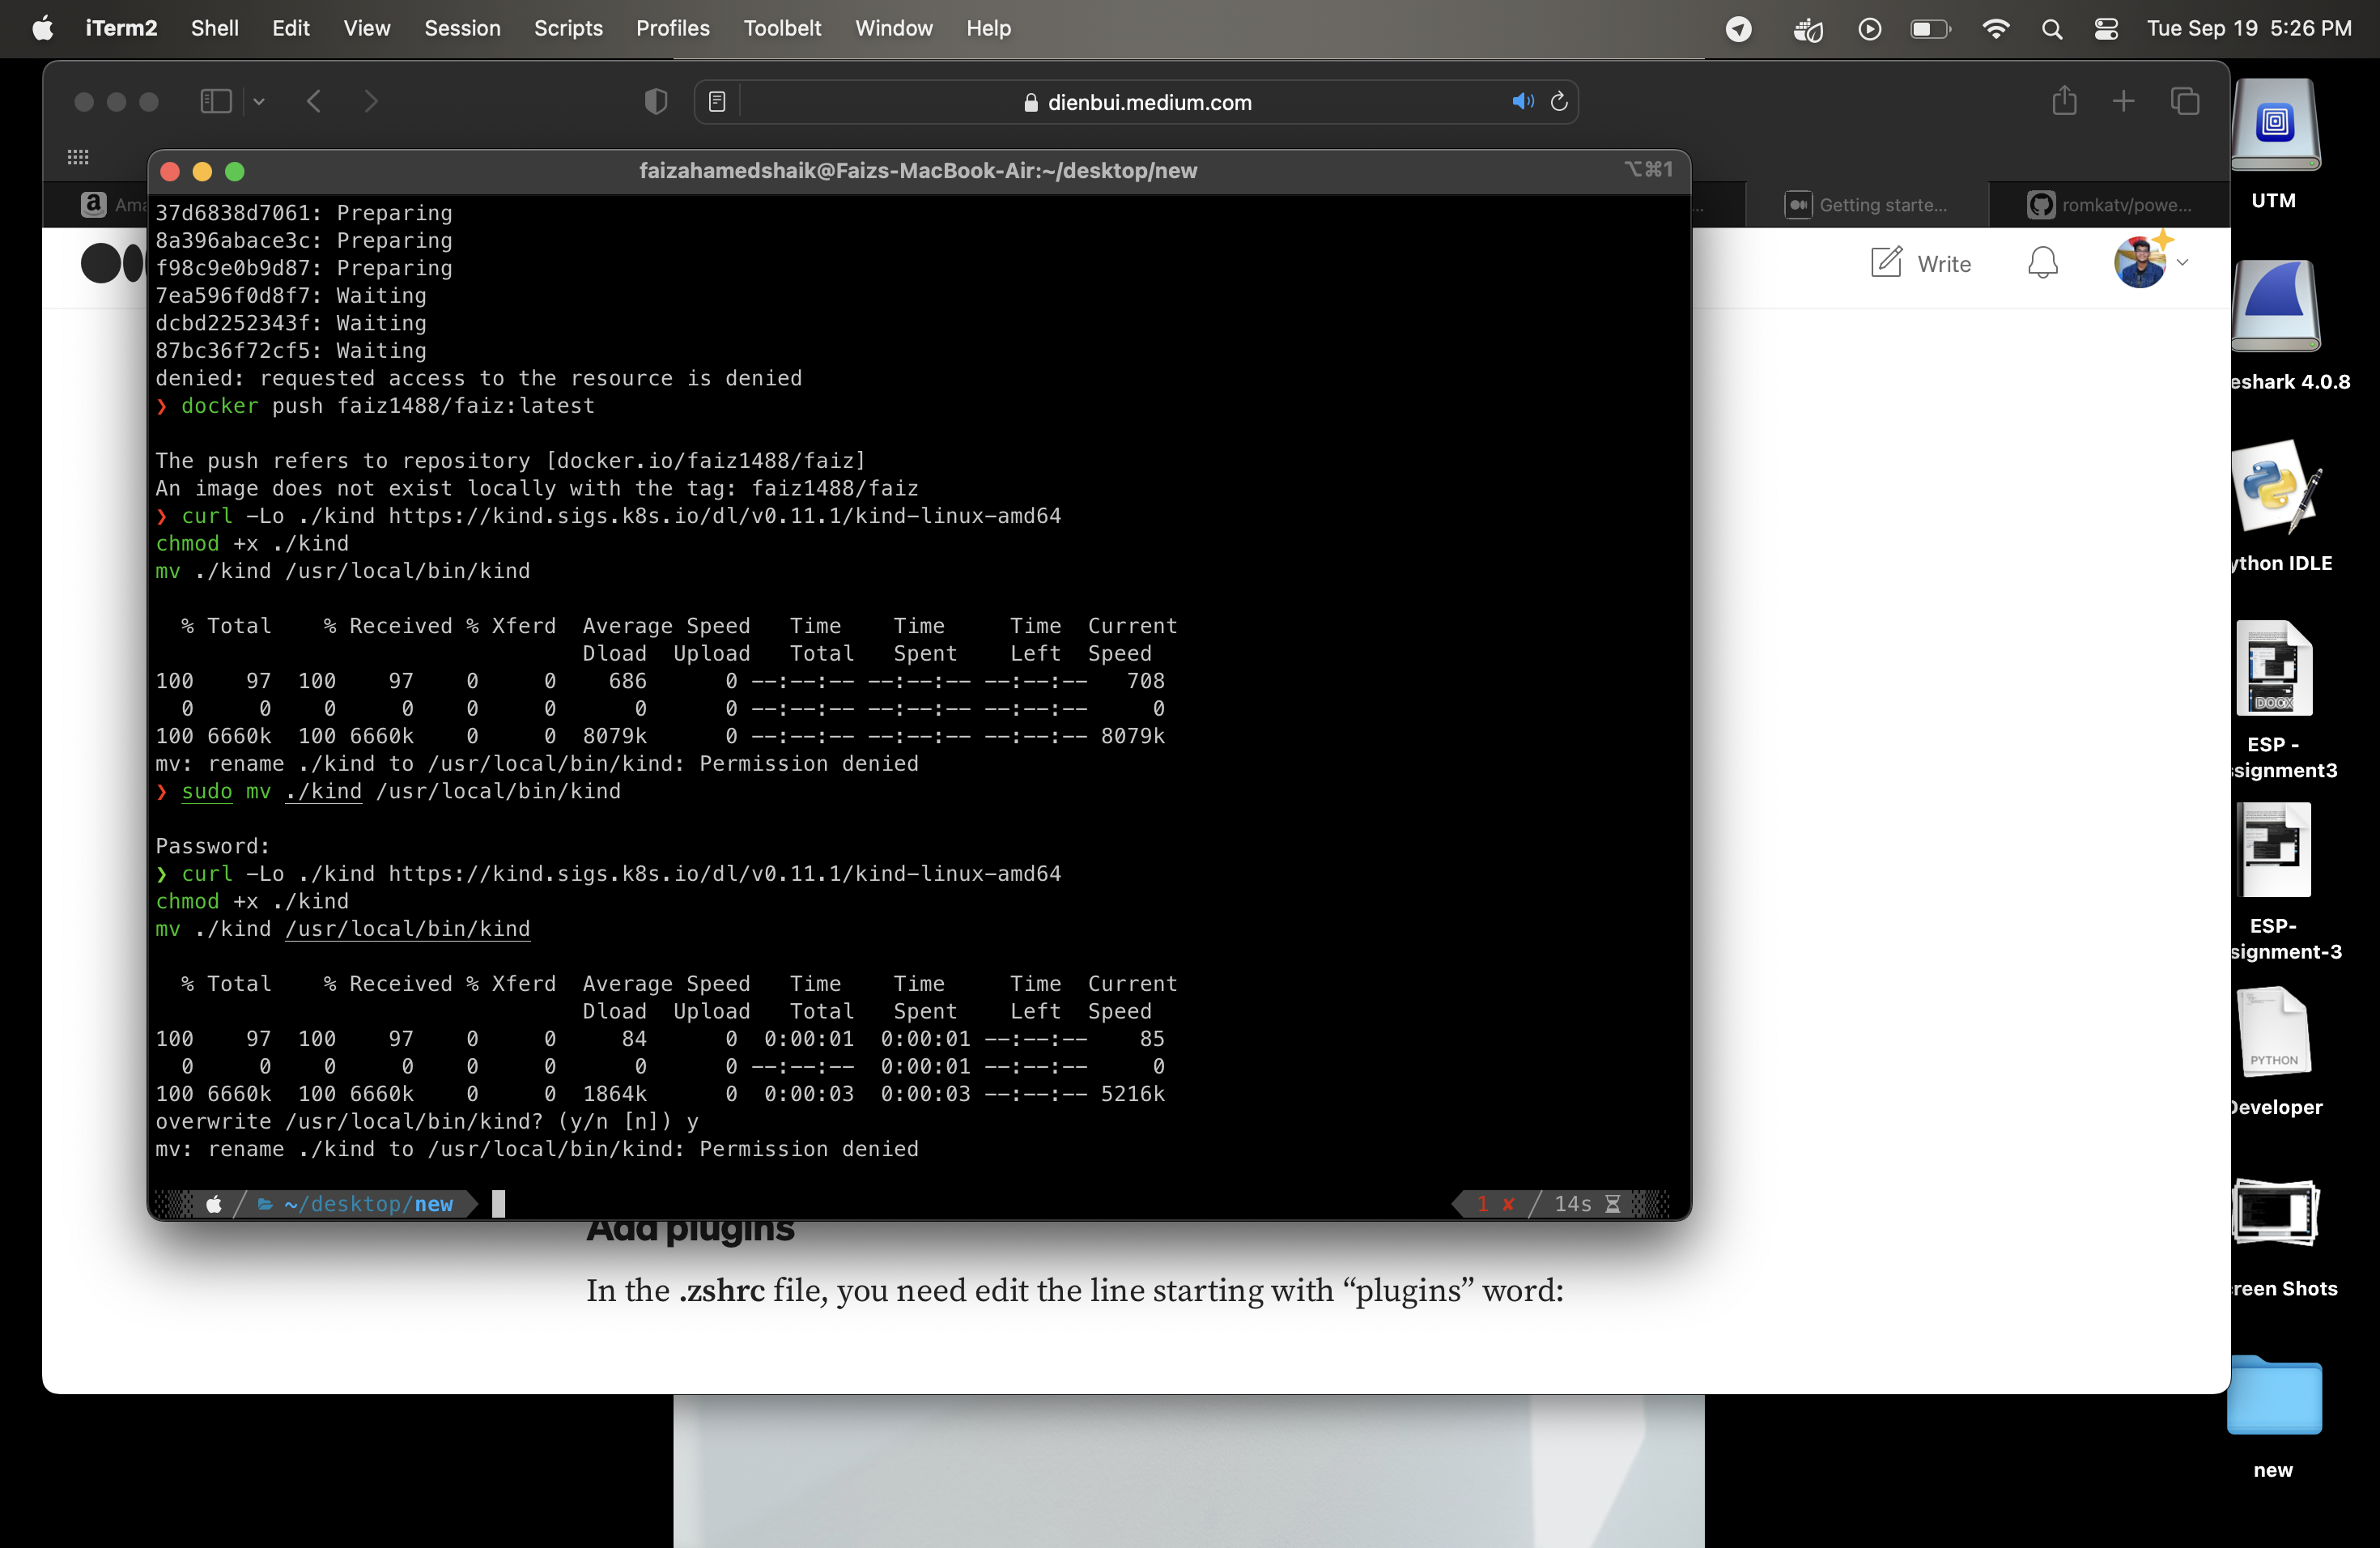 iTerm2 Shell Edit View Session Scripts Profiles Toolbelt Window Help Tue Sep 19 5:26 PM
dienbui.medium.com
faizahamedshaik@Faizs-MacBook-Air:~/desktop/new ⌥⌘1
Ama
Getting starte...
romkatv/powe...
Write
37d6838d7061: Preparing
8a396abace3c: Preparing
f98c9e0b9d87: Preparing
7ea596f0d8f7: Waiting
dcbd2252343f: Waiting
87bc36f72cf5: Waiting
denied: requested access to the resource is denied
❯ docker push faiz1488/faiz:latest
The push refers to repository [docker.io/faiz1488/faiz]
An image does not exist locally with the tag: faiz1488/faiz
❯ curl -Lo ./kind https://kind.sigs.k8s.io/dl/v0.11.1/kind-linux-amd64
chmod +x ./kind
mv ./kind /usr/local/bin/kind
% Total % Received % Xferd Average Speed Time Time Time Current
Dload Upload Total Spent Left Speed
100 97 100 97 0 0 686 0 --:--:-- --:--:-- --:--:-- 708
0 0 0 0 0 0 0 0 --:--:-- --:--:-- --:--:-- 0
100 6660k 100 6660k 0 0 8079k 0 --:--:-- --:--:-- --:--:-- 8079k
mv: rename ./kind to /usr/local/bin/kind: Permission denied
❯ sudo mv ./kind /usr/local/bin/kind
Password:
❯ curl -Lo ./kind https://kind.sigs.k8s.io/dl/v0.11.1/kind-linux-amd64
chmod +x ./kind
mv ./kind /usr/local/bin/kind
% Total % Received % Xferd Average Speed Time Time Time Current
Dload Upload Total Spent Left Speed
100 97 100 97 0 0 84 0 0:00:01 0:00:01 --:--:-- 85
0 0 0 0 0 0 0 0 --:--:-- 0:00:01 --:--:-- 0
100 6660k 100 6660k 0 0 1864k 0 0:00:03 0:00:03 --:--:-- 5216k
overwrite /usr/local/bin/kind? (y/n [n]) y
mv: rename ./kind to /usr/local/bin/kind: Permission denied
~/desktop/new 1 ✘ 14s
Add plugins
In the .zshrc file, you need edit the line starting with “plugins” word:
UTM
eshark 4.0.8
ython IDLE
DOCX
ESP -
signment3
ESP-
signment-3
PYTHON
Developer
reen Shots
new